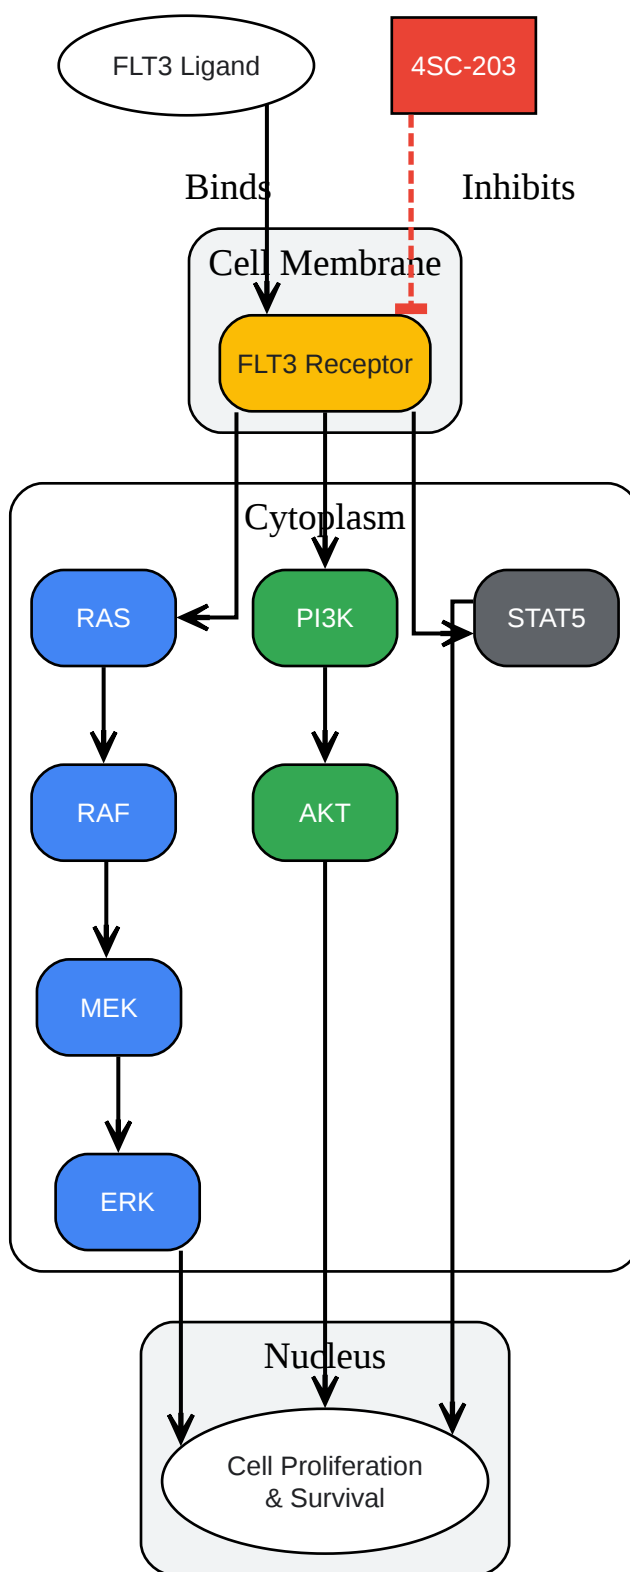 FLT3 Ligand
4SC-203
Binds
Inhibits
Cell Membrane
FLT3 Receptor
Cytoplasm
RAS
PI3K
STAT5
RAF
AKT
MEK
ERK
Nucleus
Cell Proliferation
& Survival